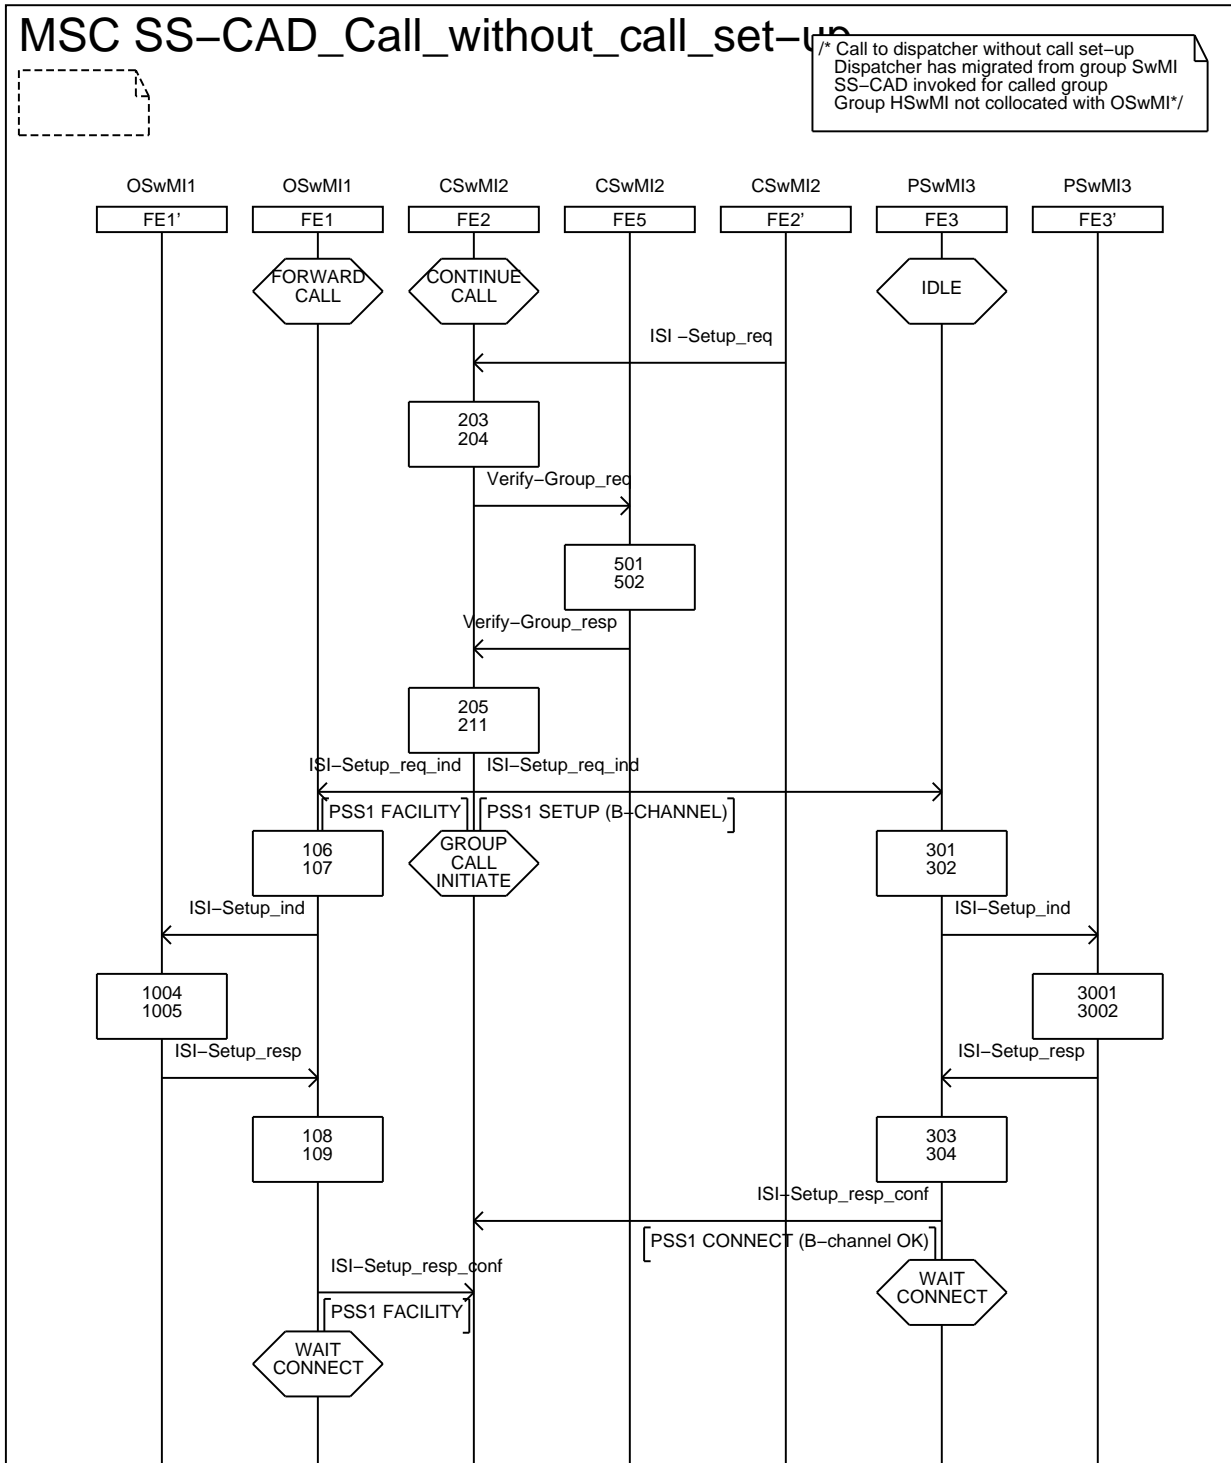 MSC SS−CAD_Call_without_call_set−up
/* Call to dispatcher without call set−up
Dispatcher has migrated from group SwMI
SS−CAD invoked for called group
Group HSwMI not collocated with OSwMI*/
OSwMI1 OSwMI1 CSwMI2 CSwMI2 CSwMI2 PSwMI3 PSwMI3
FE1' FE1 FE2 FE5 FE2' FE3 FE3'
FORWARD
CALL
CONTINUE
CALL
IDLE
ISI −Setup_req
203
204
Verify−Group_req
501
502
Verify−Group_resp
205
211
ISI−Setup_req_ind ISI−Setup_req_ind
PSS1 FACILITY PSS1 SETUP (B−CHANNEL)
106
107
GROUP
CALL
INITIATE
301
302
ISI−Setup_ind ISI−Setup_ind
1004
1005
3001
3002
ISI−Setup_resp ISI−Setup_resp
108
109
303
304
ISI−Setup_resp_conf
PSS1 CONNECT (B−channel OK)
ISI−Setup_resp_conf
WAIT
CONNECT
PSS1 FACILITY
WAIT
CONNECT